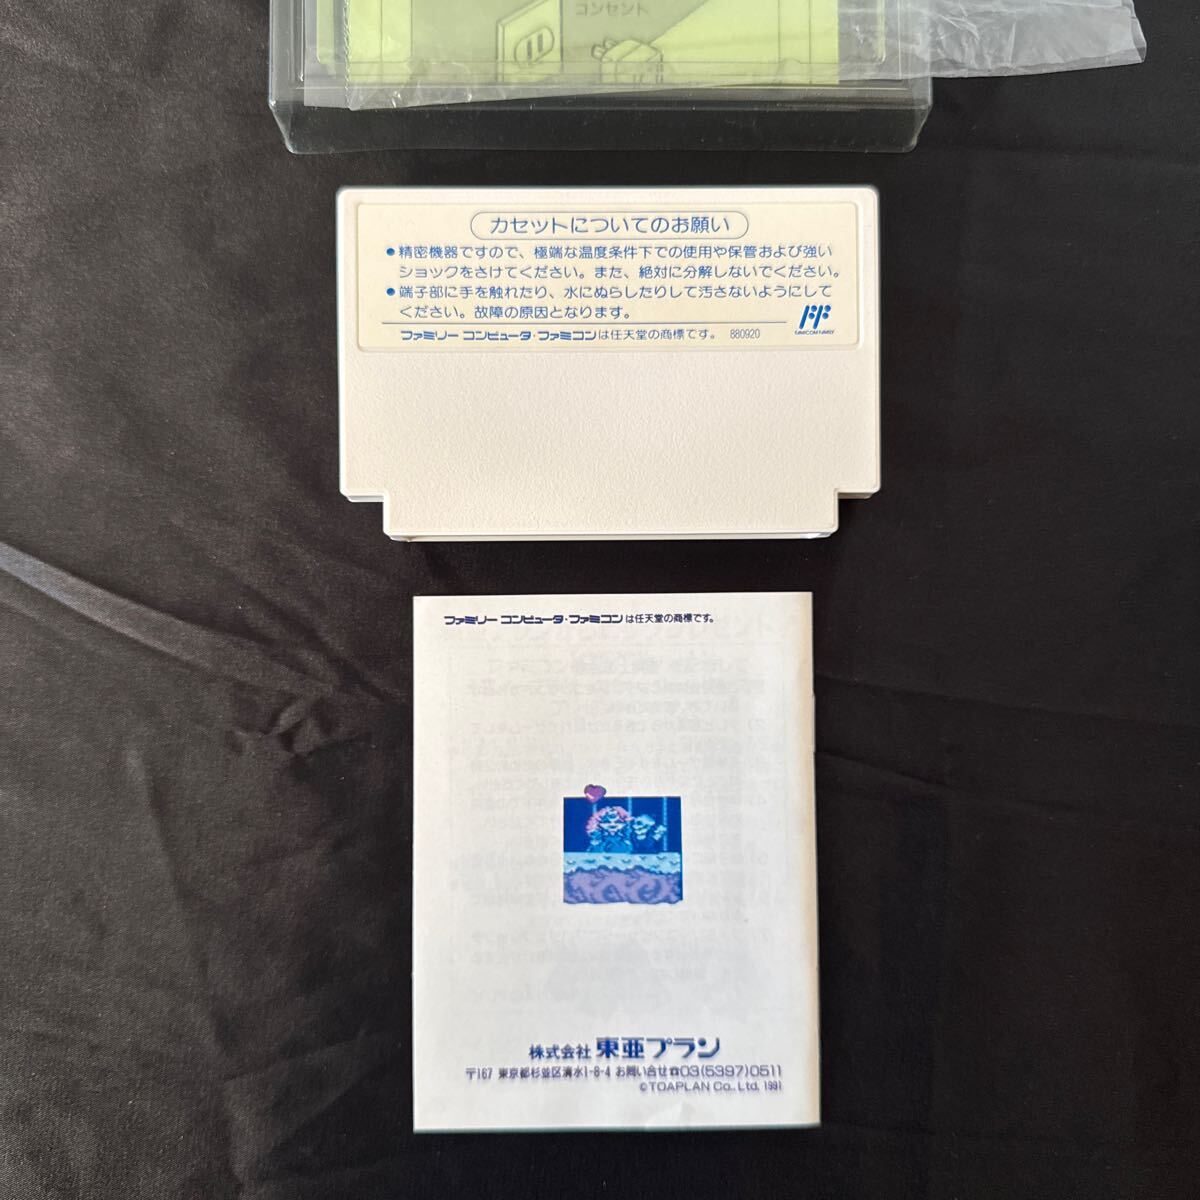 コンセント
カセットについてのお願い
●精密機器ですので、極端な温度条件下での使用や保管および強い
ショックをさけてください。また、絶対に分解しないでください。
●端子部に手を触れたり、水にぬらしたりして汚さないようにして
ください。故障の原因となります。
ファミリー コンピュータ・ファミコンは任天堂の商標です。 880920
FAMICOM FAMILY
ファミリー コンピュータ・ファミコンは任天堂の商標です。
株式会社 東亜プラン
〒167 東京都杉並区清水1-8-4 お問い合せ☎03(5397)0511
©TOAPLAN Co., Ltd, 1991